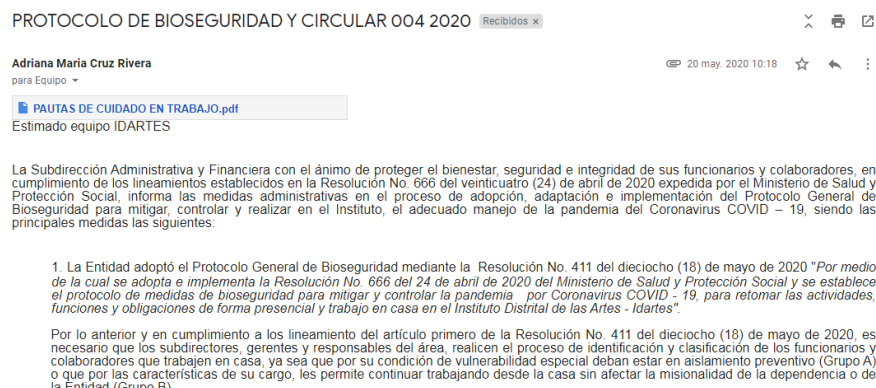 PROTOCOLO DE BIOSEGURIDAD Y CIRCULAR 004 2020 Recibidos x
Adriana Maria Cruz Rivera 20 may. 2020 10:18
para Equipo
PAUTAS DE CUIDADO EN TRABAJO.pdf
Estimado equipo IDARTES
La Subdirección Administrativa y Financiera con el ánimo de proteger el bienestar, seguridad e integridad de sus funcionarios y colaboradores, en
cumplimiento de los lineamientos establecidos en la Resolución No. 666 del veinticuatro (24) de abril de 2020 expedida por el Ministerio de Salud y
Protección Social, informa las medidas administrativas en el proceso de adopción, adaptación e implementación del Protocolo General de
Bioseguridad para mitigar, controlar y realizar en el Instituto, el adecuado manejo de la pandemia del Coronavirus COVID – 19, siendo las
principales medidas las siguientes:
1. La Entidad adoptó el Protocolo General de Bioseguridad mediante la Resolución No. 411 del dieciocho (18) de mayo de 2020 "Por medio
de la cual se adopta e implementa la Resolución No. 666 del 24 de abril de 2020 del Ministerio de Salud y Protección Social y se establece
el protocolo de medidas de bioseguridad para mitigar y controlar la pandemia por Coronavirus COVID - 19, para retomar las actividades,
funciones y obligaciones de forma presencial y trabajo en casa en el Instituto Distrital de las Artes - Idartes".
Por lo anterior y en cumplimiento a los lineamiento del artículo primero de la Resolución No. 411 del dieciocho (18) de mayo de 2020, es
necesario que los subdirectores, gerentes y responsables del área, realicen el proceso de identificación y clasificación de los funcionarios y
colaboradores que trabajen en casa, ya sea que por su condición de vulnerabilidad especial deban estar en aislamiento preventivo (Grupo A)
o que por las características de su cargo, les permite continuar trabajando desde la casa sin afectar la misionalidad de la dependencia o de
la Entidad (Grupo B)